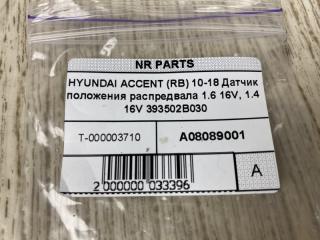 NR PARTS
HYUNDAI ACCENT (RB) 10-18 Датчик
положения распредвала 1.6 16V, 1.4
16V 393502B030
T-000003710 A08089001
A
2 000000 033396